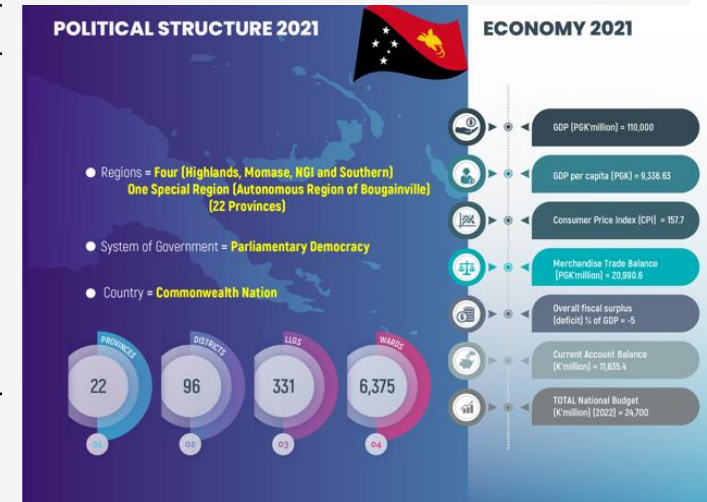 POLITICAL STRUCTURE 2021
Regions = Four (Highlands, Momase, NGI and Southern)
One Special Region (Autonomous Region of Bougainville)
(22 Provinces)
System of Government = Parliamentary Democracy
Country = Commonwealth Nation
PROVINCES
22
01
DISTRICTS
96
02
LLGS
331
03
WARDS
6,375
04
ECONOMY 2021
GDP (PGK'million) = 110,000
GDP per capita (PGK) = 9,336.63
Consumer Price Index (CPI) = 157.7
Merchandise Trade Balance
(PGK'million) = 20,990.6
Overall fiscal surplus
(deficit) % of GDP = -5
Current Account Balance
(K'million) = 11,635.4
TOTAL National Budget
(K'million) (2022) = 24,700